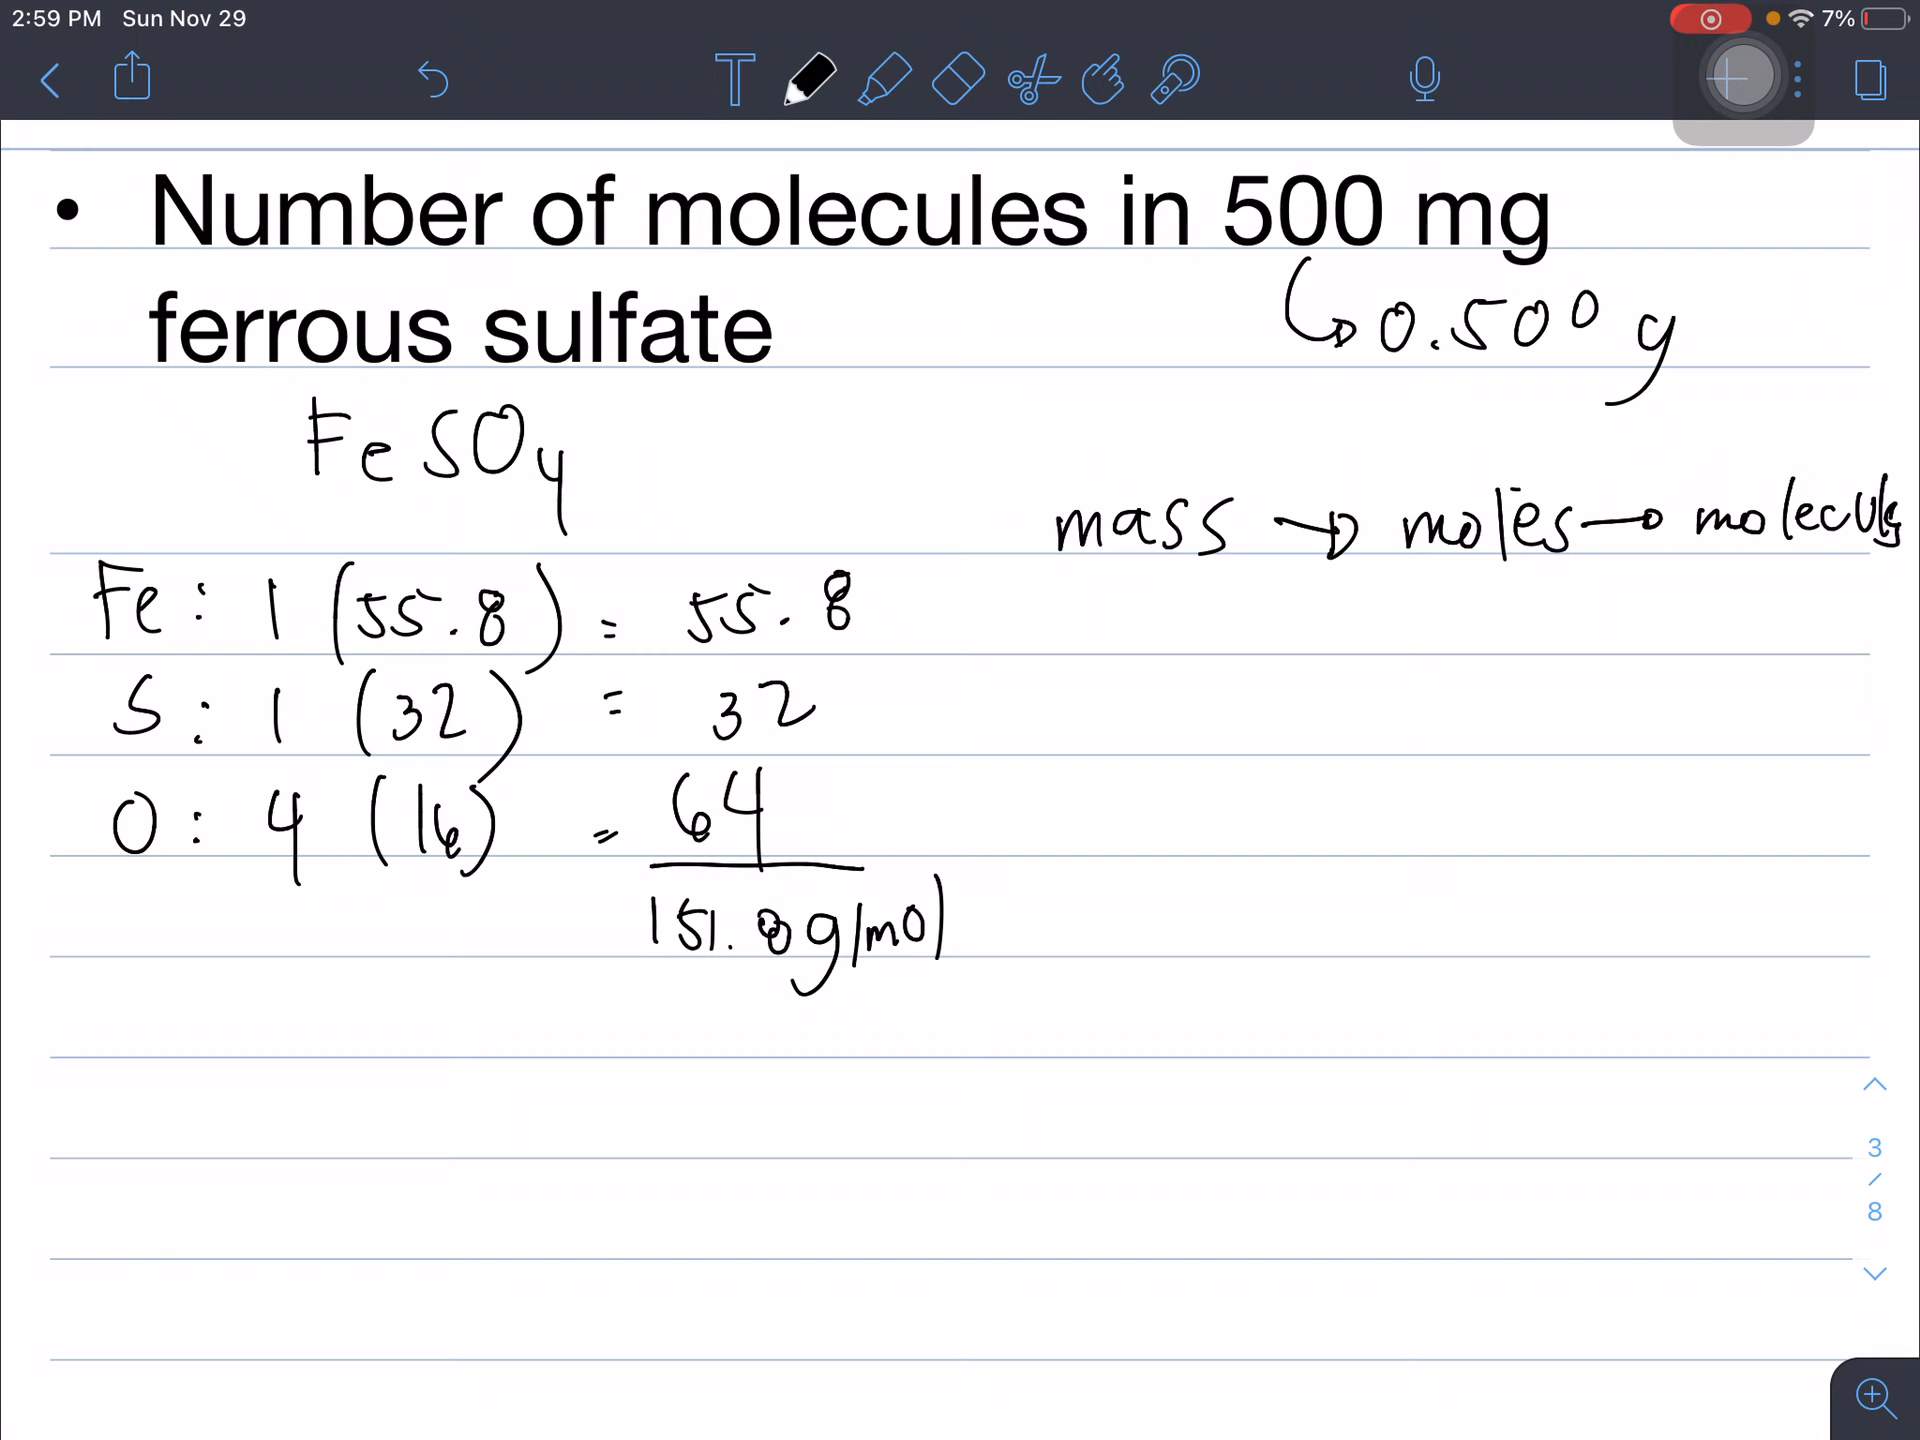 2:59 PM Sun Nov 29 7%
T
• Number of molecules in 500 mg
ferrous sulfate
0.500 g
FeSO4
mass → moles → molecules
Fe: 1 (55.8) = 55.8
S: 1 (32) = 32
O: 4 (16) = 64
151.8 g/mol
3
/
8